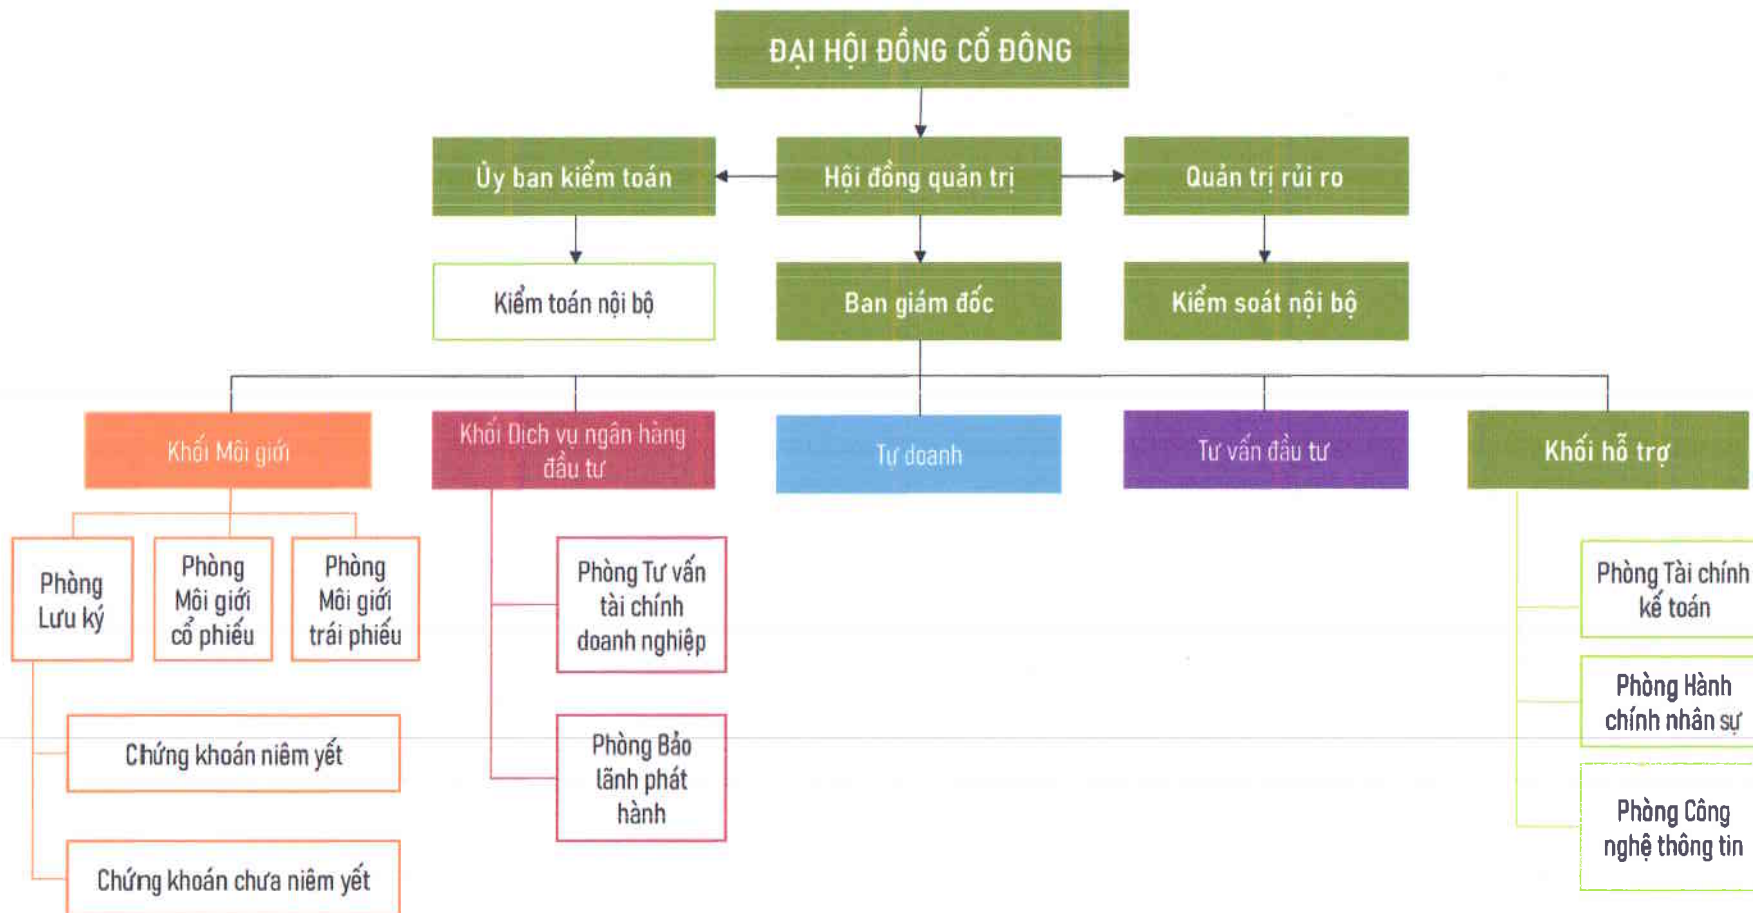 ĐẠI HỘI ĐỒNG CỔ ĐÔNG
Ủy ban kiểm toán
Hội đồng quản trị
Quản trị rủi ro
Kiểm toán nội bộ
Ban giám đốc
Kiểm soát nội bộ
Khối Môi giới
Khối Dịch vụ ngân hàng
đầu tư
Tự doanh
Tư vấn đầu tư
Khối hỗ trợ
Phòng
Lưu ký
Phòng
Môi giới
cổ phiếu
Phòng
Môi giới
trái phiếu
Chứng khoán niêm yết
Chứng khoán chưa niêm yết
Phòng Tư vấn
tài chính
doanh nghiệp
Phòng Bảo
lãnh phát
hành
Phòng Tài chính
kế toán
Phòng Hành
chính nhân sự
Phòng Công
nghệ thông tin